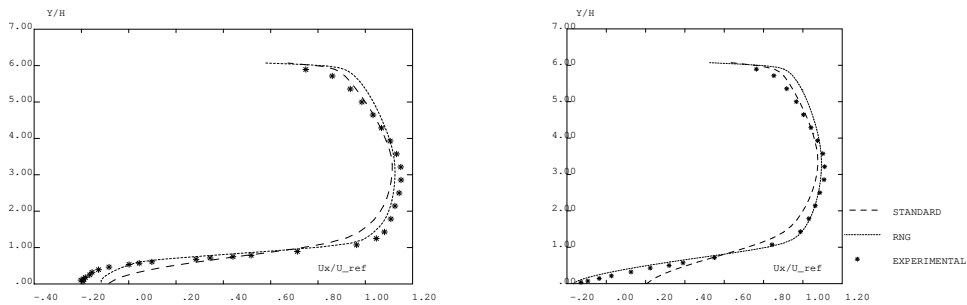 Y/H
7.00
6.00
5.00
4.00
3.00
2.00
1.00
.00
Ux/U_ref
-.40 -.20 .00 .20 .40 .60 .80 1.00 1.20
Y/H
7.00
6.00
5.00
4.00
3.00
2.00
1.00
.00
Ux/U_ref
-.20 .00 .20 .40 .60 .80 1.00 1.20
STANDARD
RNG
EXPERIMENTAL